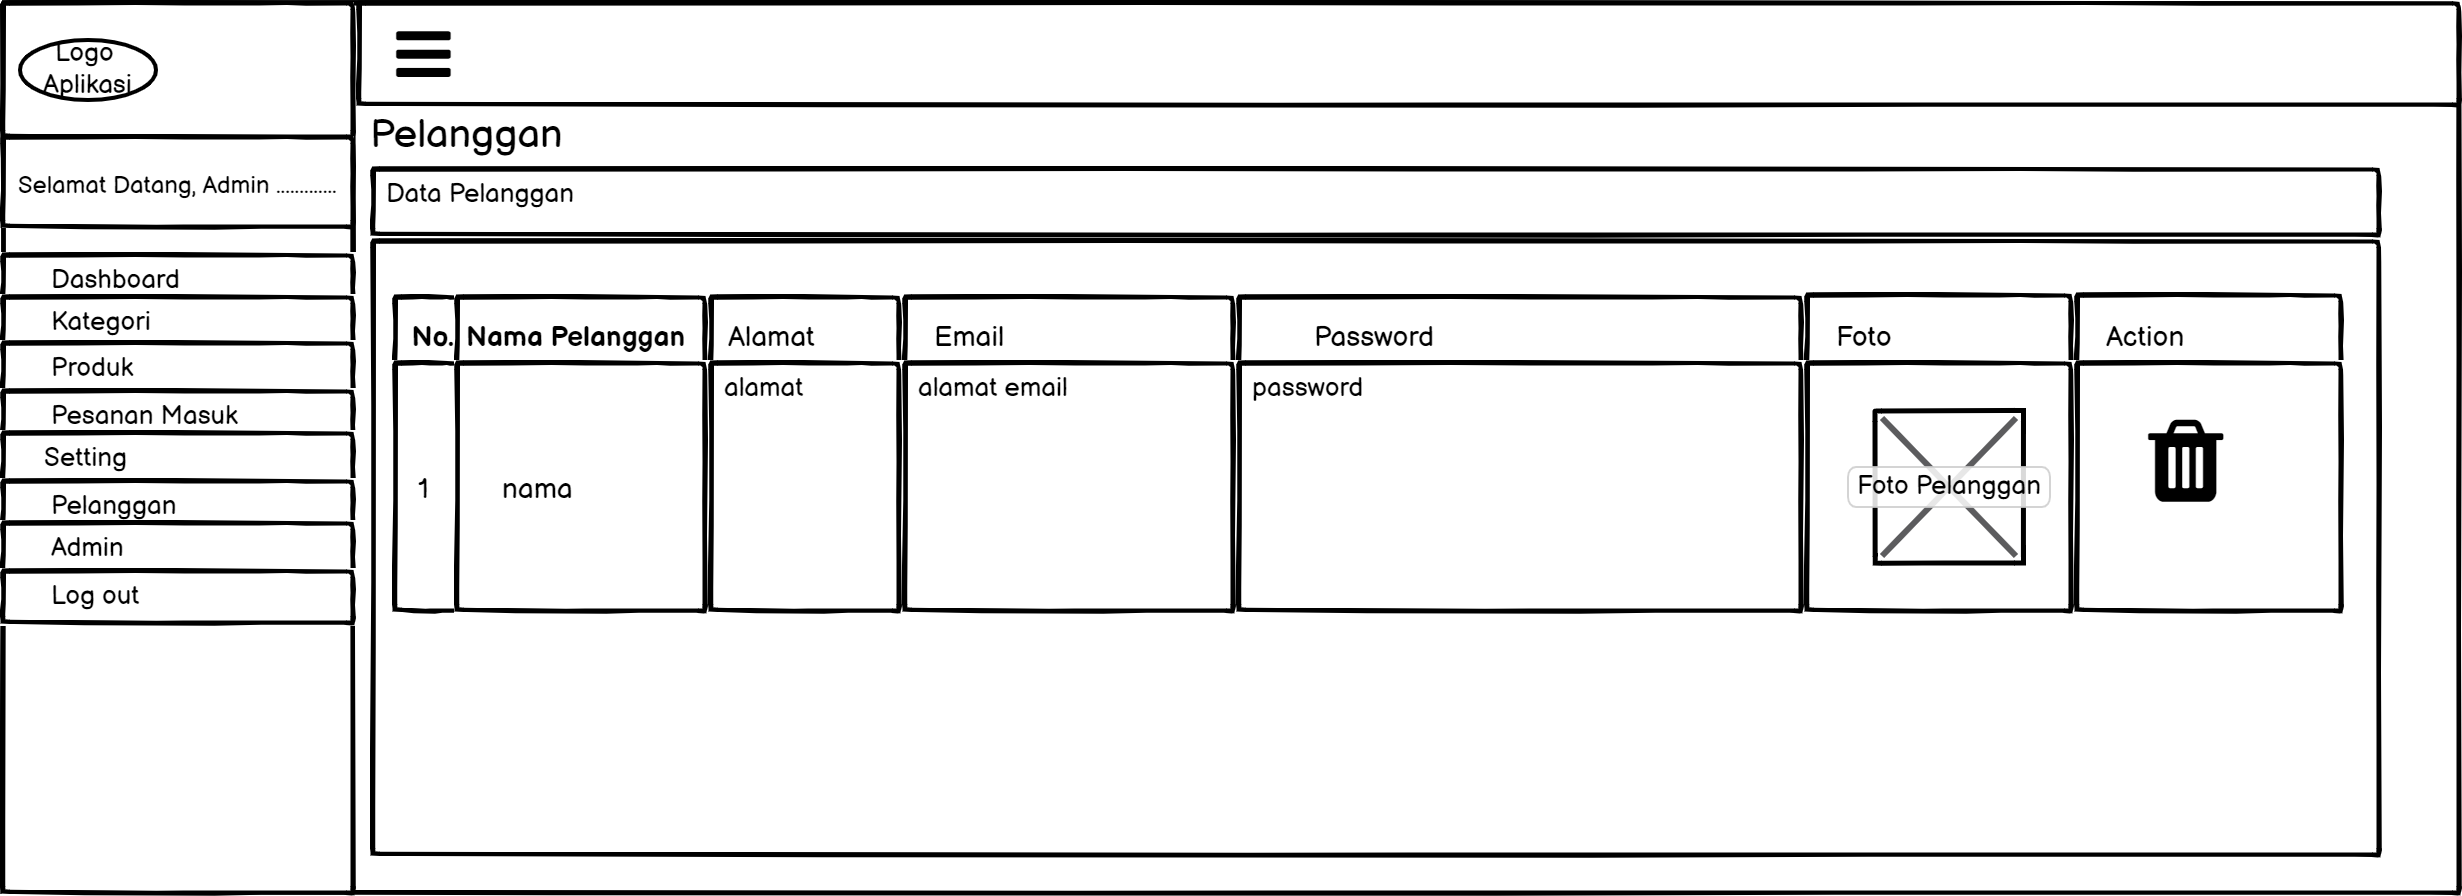 Logo
Aplikasi
Selamat Datang, Admin .............
Dashboard
Kategori
Produk
Pesanan Masuk
Setting
Pelanggan
Admin
Log out
Pelanggan
Data Pelanggan
No. Nama Pelanggan Alamat Email Password Foto Action
alamat alamat email password
1 nama Foto Pelanggan